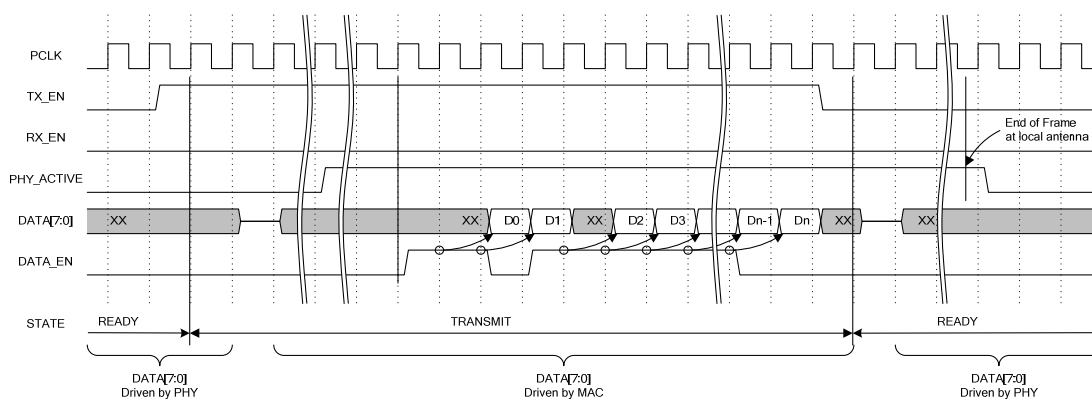 PCLK
TX_EN
RX_EN
End of Frame
at local antenna
PHY_ACTIVE
DATA[7:0]
XX XX D0 D1 XX D2 D3 Dn-1 Dn XX XX
DATA_EN
STATE
READY TRANSMIT READY
DATA[7:0]
Driven by PHY
DATA[7:0]
Driven by MAC
DATA[7:0]
Driven by PHY